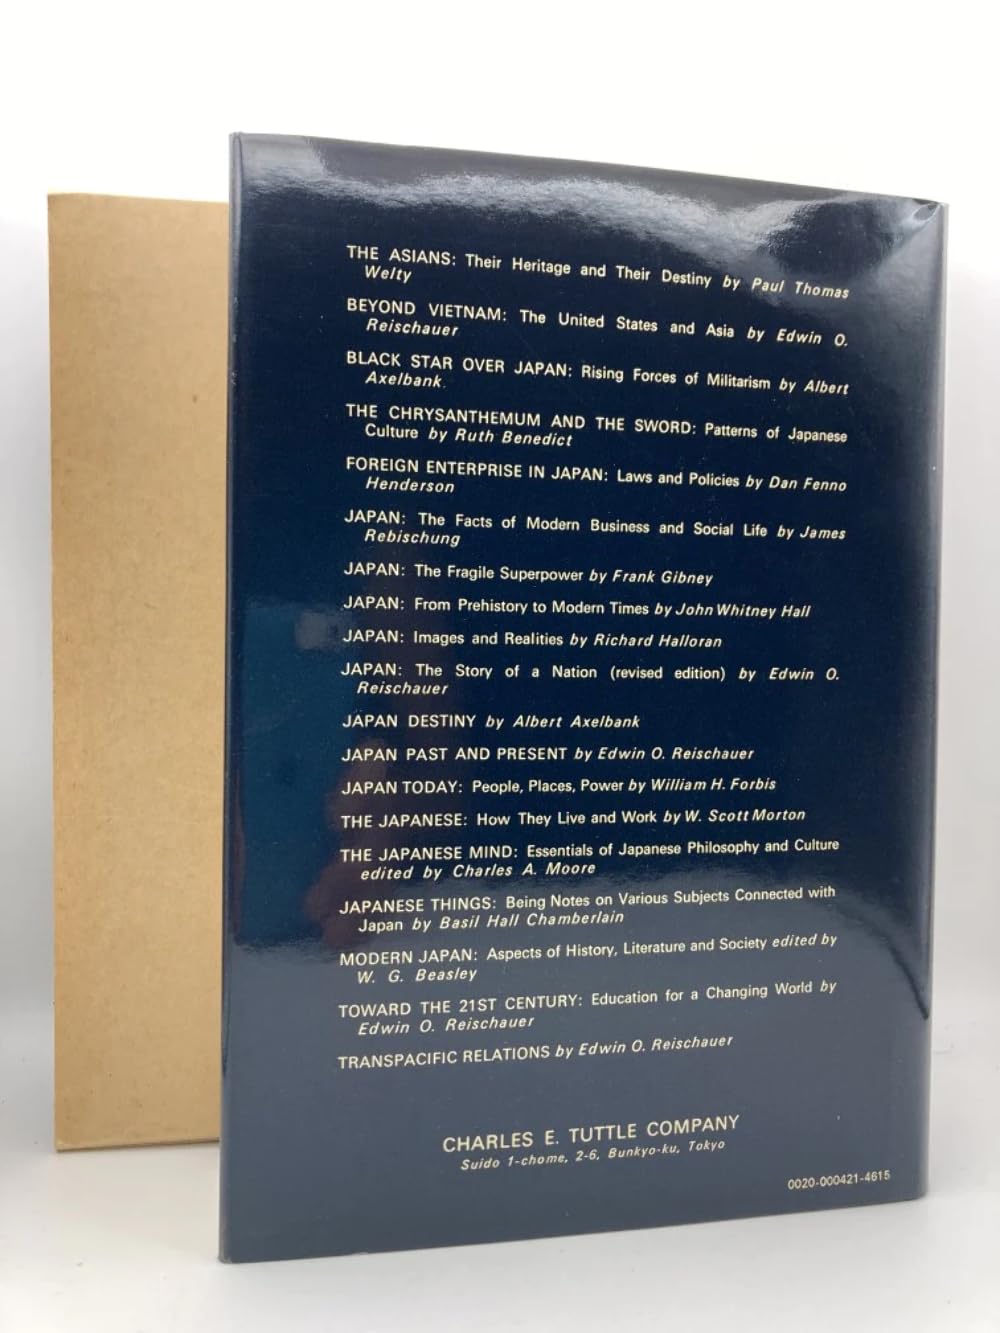 THE ASIANS: Their Heritage and Their Destiny by Paul Thomas
Welty
BEYOND VIETNAM: The United States and Asia by Edwin O.
Reischauer
BLACK STAR OVER JAPAN: Rising Forces of Militarism by Albert
Axelbank
THE CHRYSANTHEMUM AND THE SWORD: Patterns of Japanese
Culture by Ruth Benedict
FOREIGN ENTERPRISE IN JAPAN: Laws and Policies by Dan Fenno
Henderson
JAPAN: The Facts of Modern Business and Social Life by James
Rebischung
JAPAN: The Fragile Superpower by Frank Gibney
JAPAN: From Prehistory to Modern Times by John Whitney Hall
JAPAN: Images and Realities by Richard Halloran
JAPAN: The Story of a Nation (revised edition) by Edwin O.
Reischauer
JAPAN DESTINY by Albert Axelbank
JAPAN PAST AND PRESENT by Edwin O. Reischauer
JAPAN TODAY: People, Places, Power by William H. Forbis
THE JAPANESE: How They Live and Work by W. Scott Morton
THE JAPANESE MIND: Essentials of Japanese Philosophy and Culture
edited by Charles A. Moore
JAPANESE THINGS: Being Notes on Various Subjects Connected with
Japan by Basil Hall Chamberlain
MODERN JAPAN: Aspects of History, Literature and Society edited by
W. G. Beasley
TOWARD THE 21ST CENTURY: Education for a Changing World by
Edwin O. Reischauer
TRANSPACIFIC RELATIONS by Edwin O. Reischauer
CHARLES E. TUTTLE COMPANY
Suido 1-chome, 2-6, Bunkyo-ku, Tokyo
0020-000421-4615